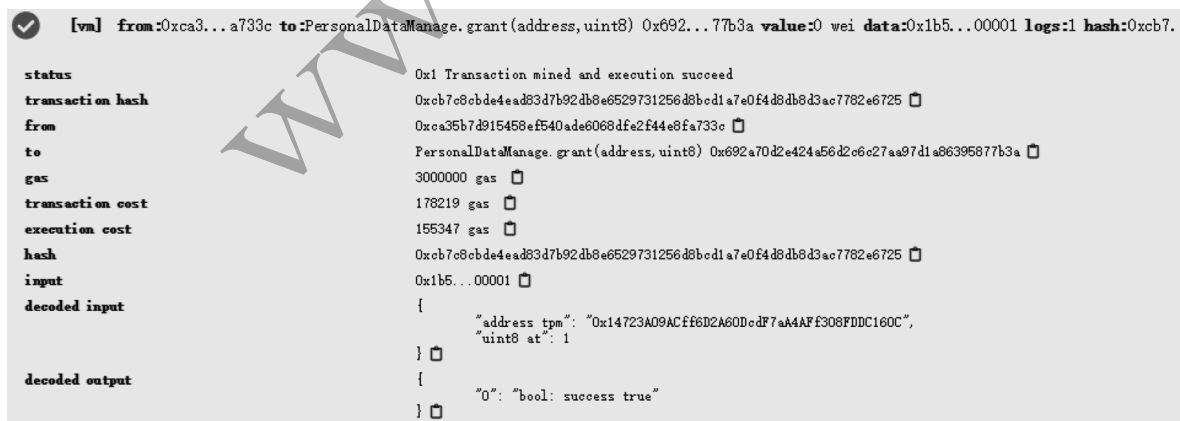 [vm] from:0xca3...a733c to:PersonalDataManage.grant(address,uint8) 0x692...77b3a value:0 wei data:0x1b5...00001 logs:1 hash:0xcb7.
status 0x1 Transaction mined and execution succeed
transaction hash 0xcb7c8cbde4ead83d7b92db8e6529731256d8bcd1a7e0f4d8db8d3ac7782e6725
from 0xca35b7d915458ef540ade6068dfe2f44e8fa733c
to PersonalDataManage.grant(address,uint8) 0x692a70d2e424a56d2c6c27aa97d1a86395877b3a
gas 3000000 gas
transaction cost 178219 gas
execution cost 155347 gas
hash 0xcb7c8cbde4ead83d7b92db8e6529731256d8bcd1a7e0f4d8db8d3ac7782e6725
input 0x1b5...00001
decoded input {
"address tpm": "0x14723A09ACff6D2A60DcdF7aA4AFf308FDDC160C",
"uint8 at": 1
}
decoded output {
"0": "bool: success true"
}